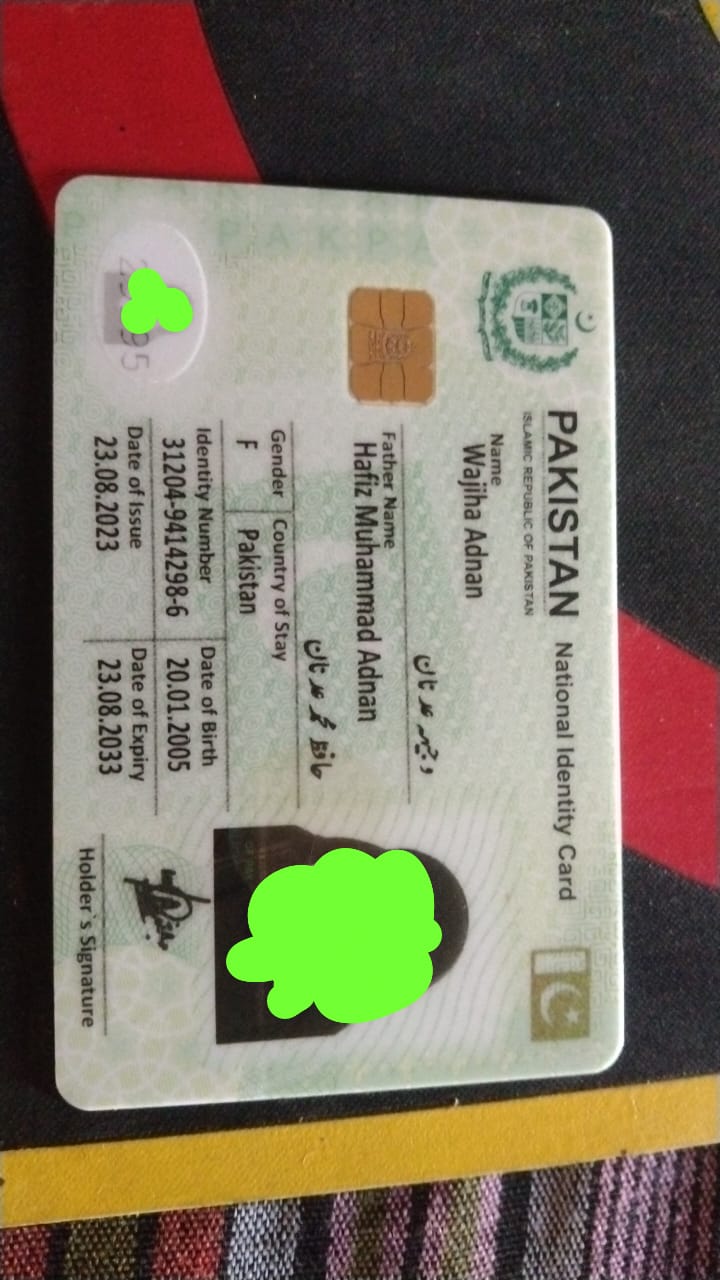 PAKISTAN National Identity Card
ISLAMIC REPUBLIC OF PAKISTAN
Name
Wajiha Adnan
وجیہہ عدنان
Father Name
Hafiz Muhammad Adnan
حافظ محمد عدنان
Gender Country of Stay
F Pakistan
Identity Number Date of Birth
31204-9414298-6 20.01.2005
Date of Issue Date of Expiry
23.08.2023 23.08.2033
Holder's Signature